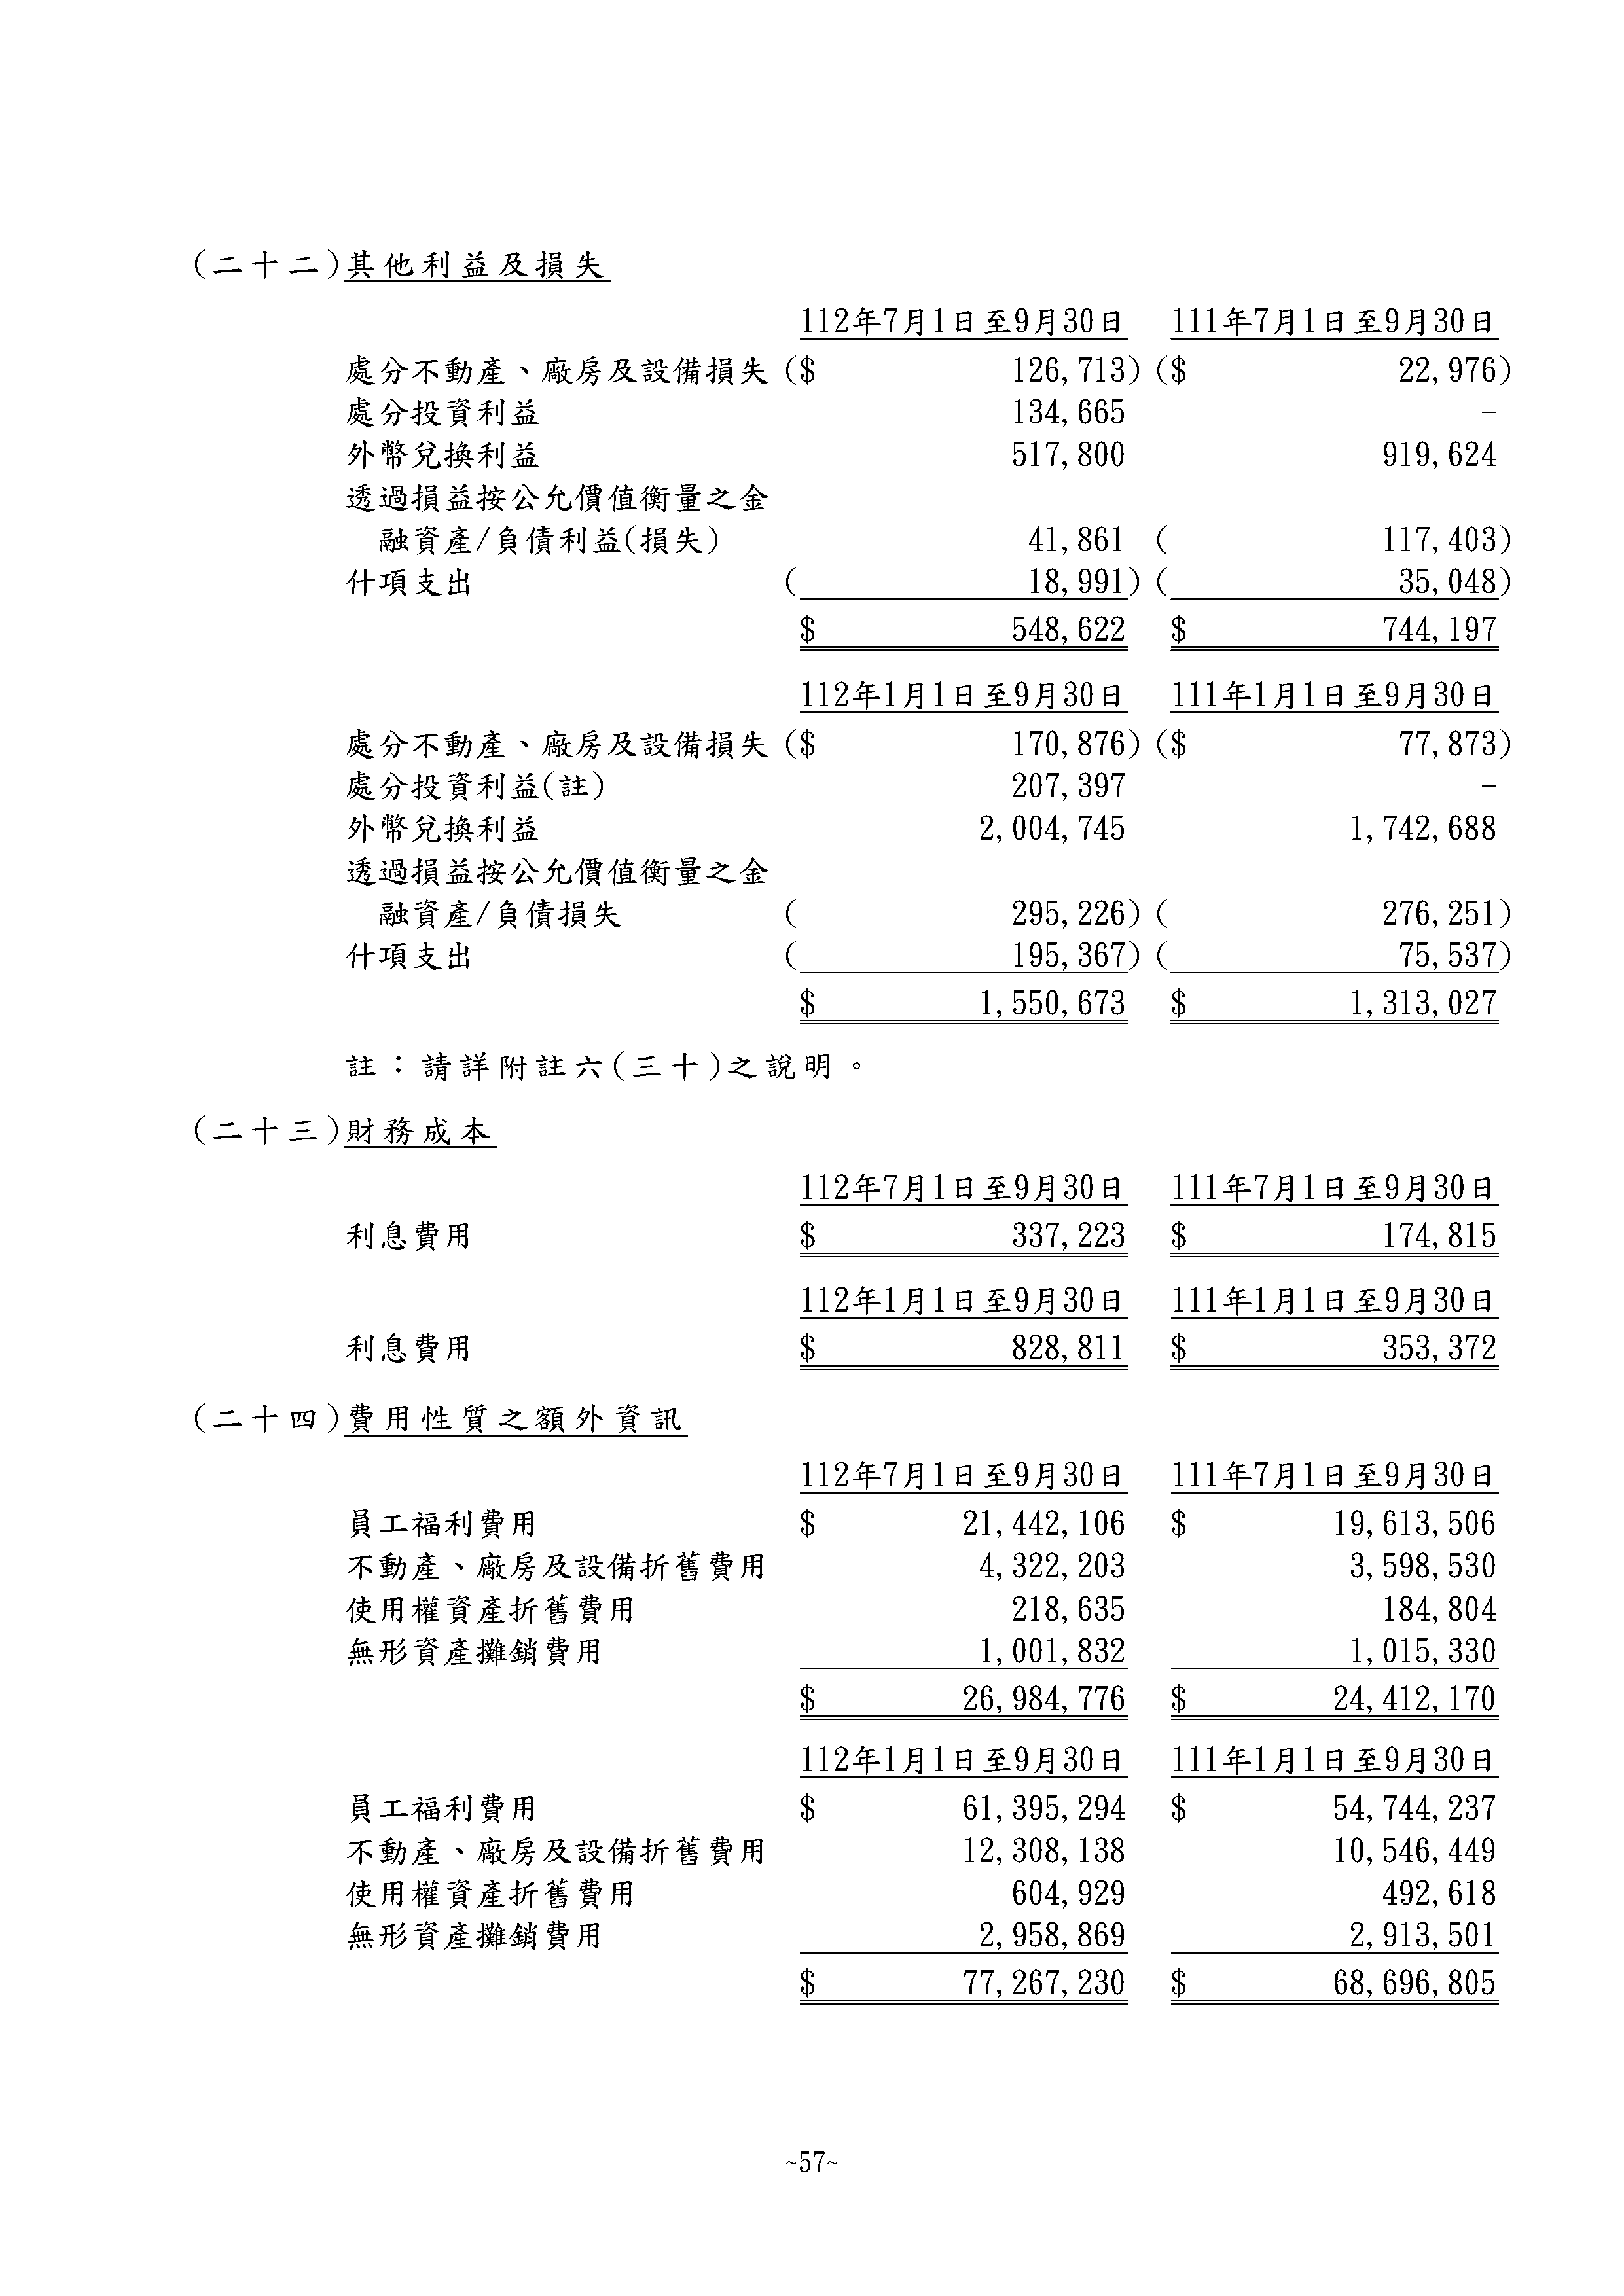 (二十二)其他利益及損失
112年7月1日至9月30日 111年7月1日至9月30日
處分不動產、廠房及設備損失 ($ 126,713) ($ 22,976)
處分投資利益 134,665 -
外幣兌換利益 517,800 919,624
透過損益按公允價值衡量之金
融資產/負債利益(損失) 41,861 ( 117,403)
什項支出 ( 18,991) ( 35,048)
$ 548,622 $ 744,197
112年1月1日至9月30日 111年1月1日至9月30日
處分不動產、廠房及設備損失 ($ 170,876) ($ 77,873)
處分投資利益(註) 207,397 -
外幣兌換利益 2,004,745 1,742,688
透過損益按公允價值衡量之金
融資產/負債損失 ( 295,226) ( 276,251)
什項支出 ( 195,367) ( 75,537)
$ 1,550,673 $ 1,313,027
註：請詳附註六(三十)之說明。
(二十三)財務成本
112年7月1日至9月30日 111年7月1日至9月30日
利息費用 $ 337,223 $ 174,815
112年1月1日至9月30日 111年1月1日至9月30日
利息費用 $ 828,811 $ 353,372
(二十四)費用性質之額外資訊
112年7月1日至9月30日 111年7月1日至9月30日
員工福利費用 $ 21,442,106 $ 19,613,506
不動產、廠房及設備折舊費用 4,322,203 3,598,530
使用權資產折舊費用 218,635 184,804
無形資產攤銷費用 1,001,832 1,015,330
$ 26,984,776 $ 24,412,170
112年1月1日至9月30日 111年1月1日至9月30日
員工福利費用 $ 61,395,294 $ 54,744,237
不動產、廠房及設備折舊費用 12,308,138 10,546,449
使用權資產折舊費用 604,929 492,618
無形資產攤銷費用 2,958,869 2,913,501
$ 77,267,230 $ 68,696,805
~57~